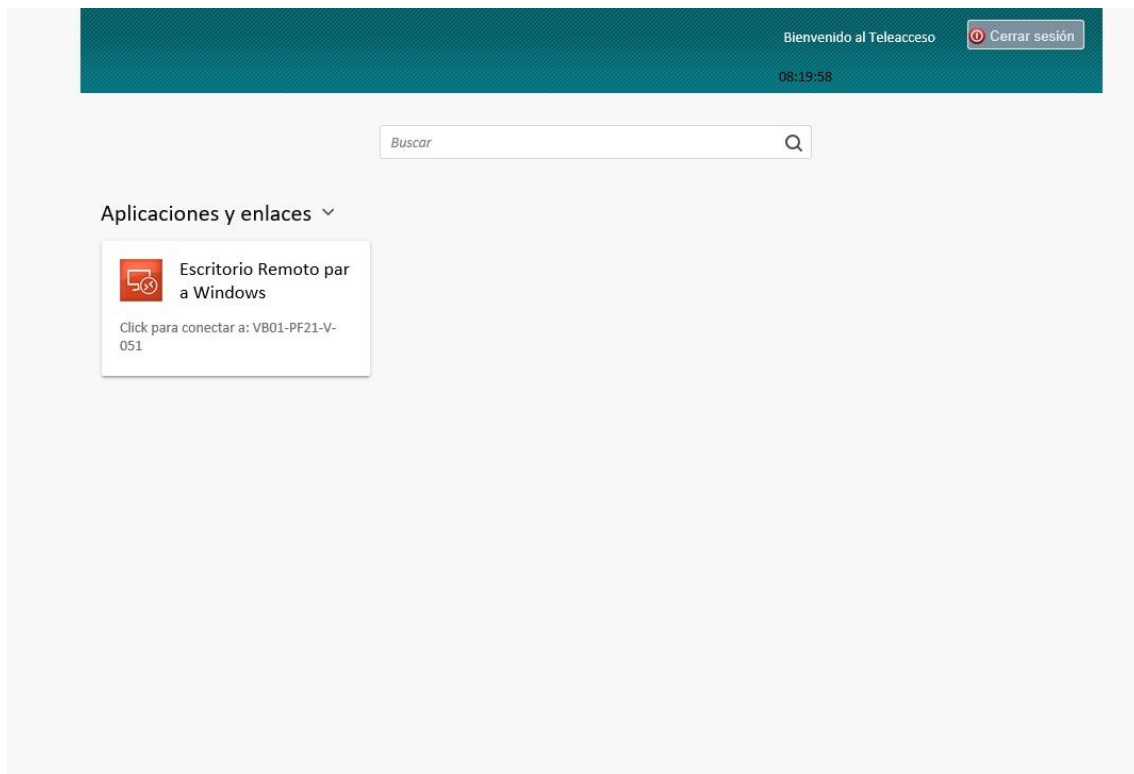 Bienvenido al Teleacceso
Cerrar sesión
08:19:58
Buscar
Aplicaciones y enlaces
Escritorio Remoto par
a Windows
Click para conectar a: VB01-PF21-V-
051